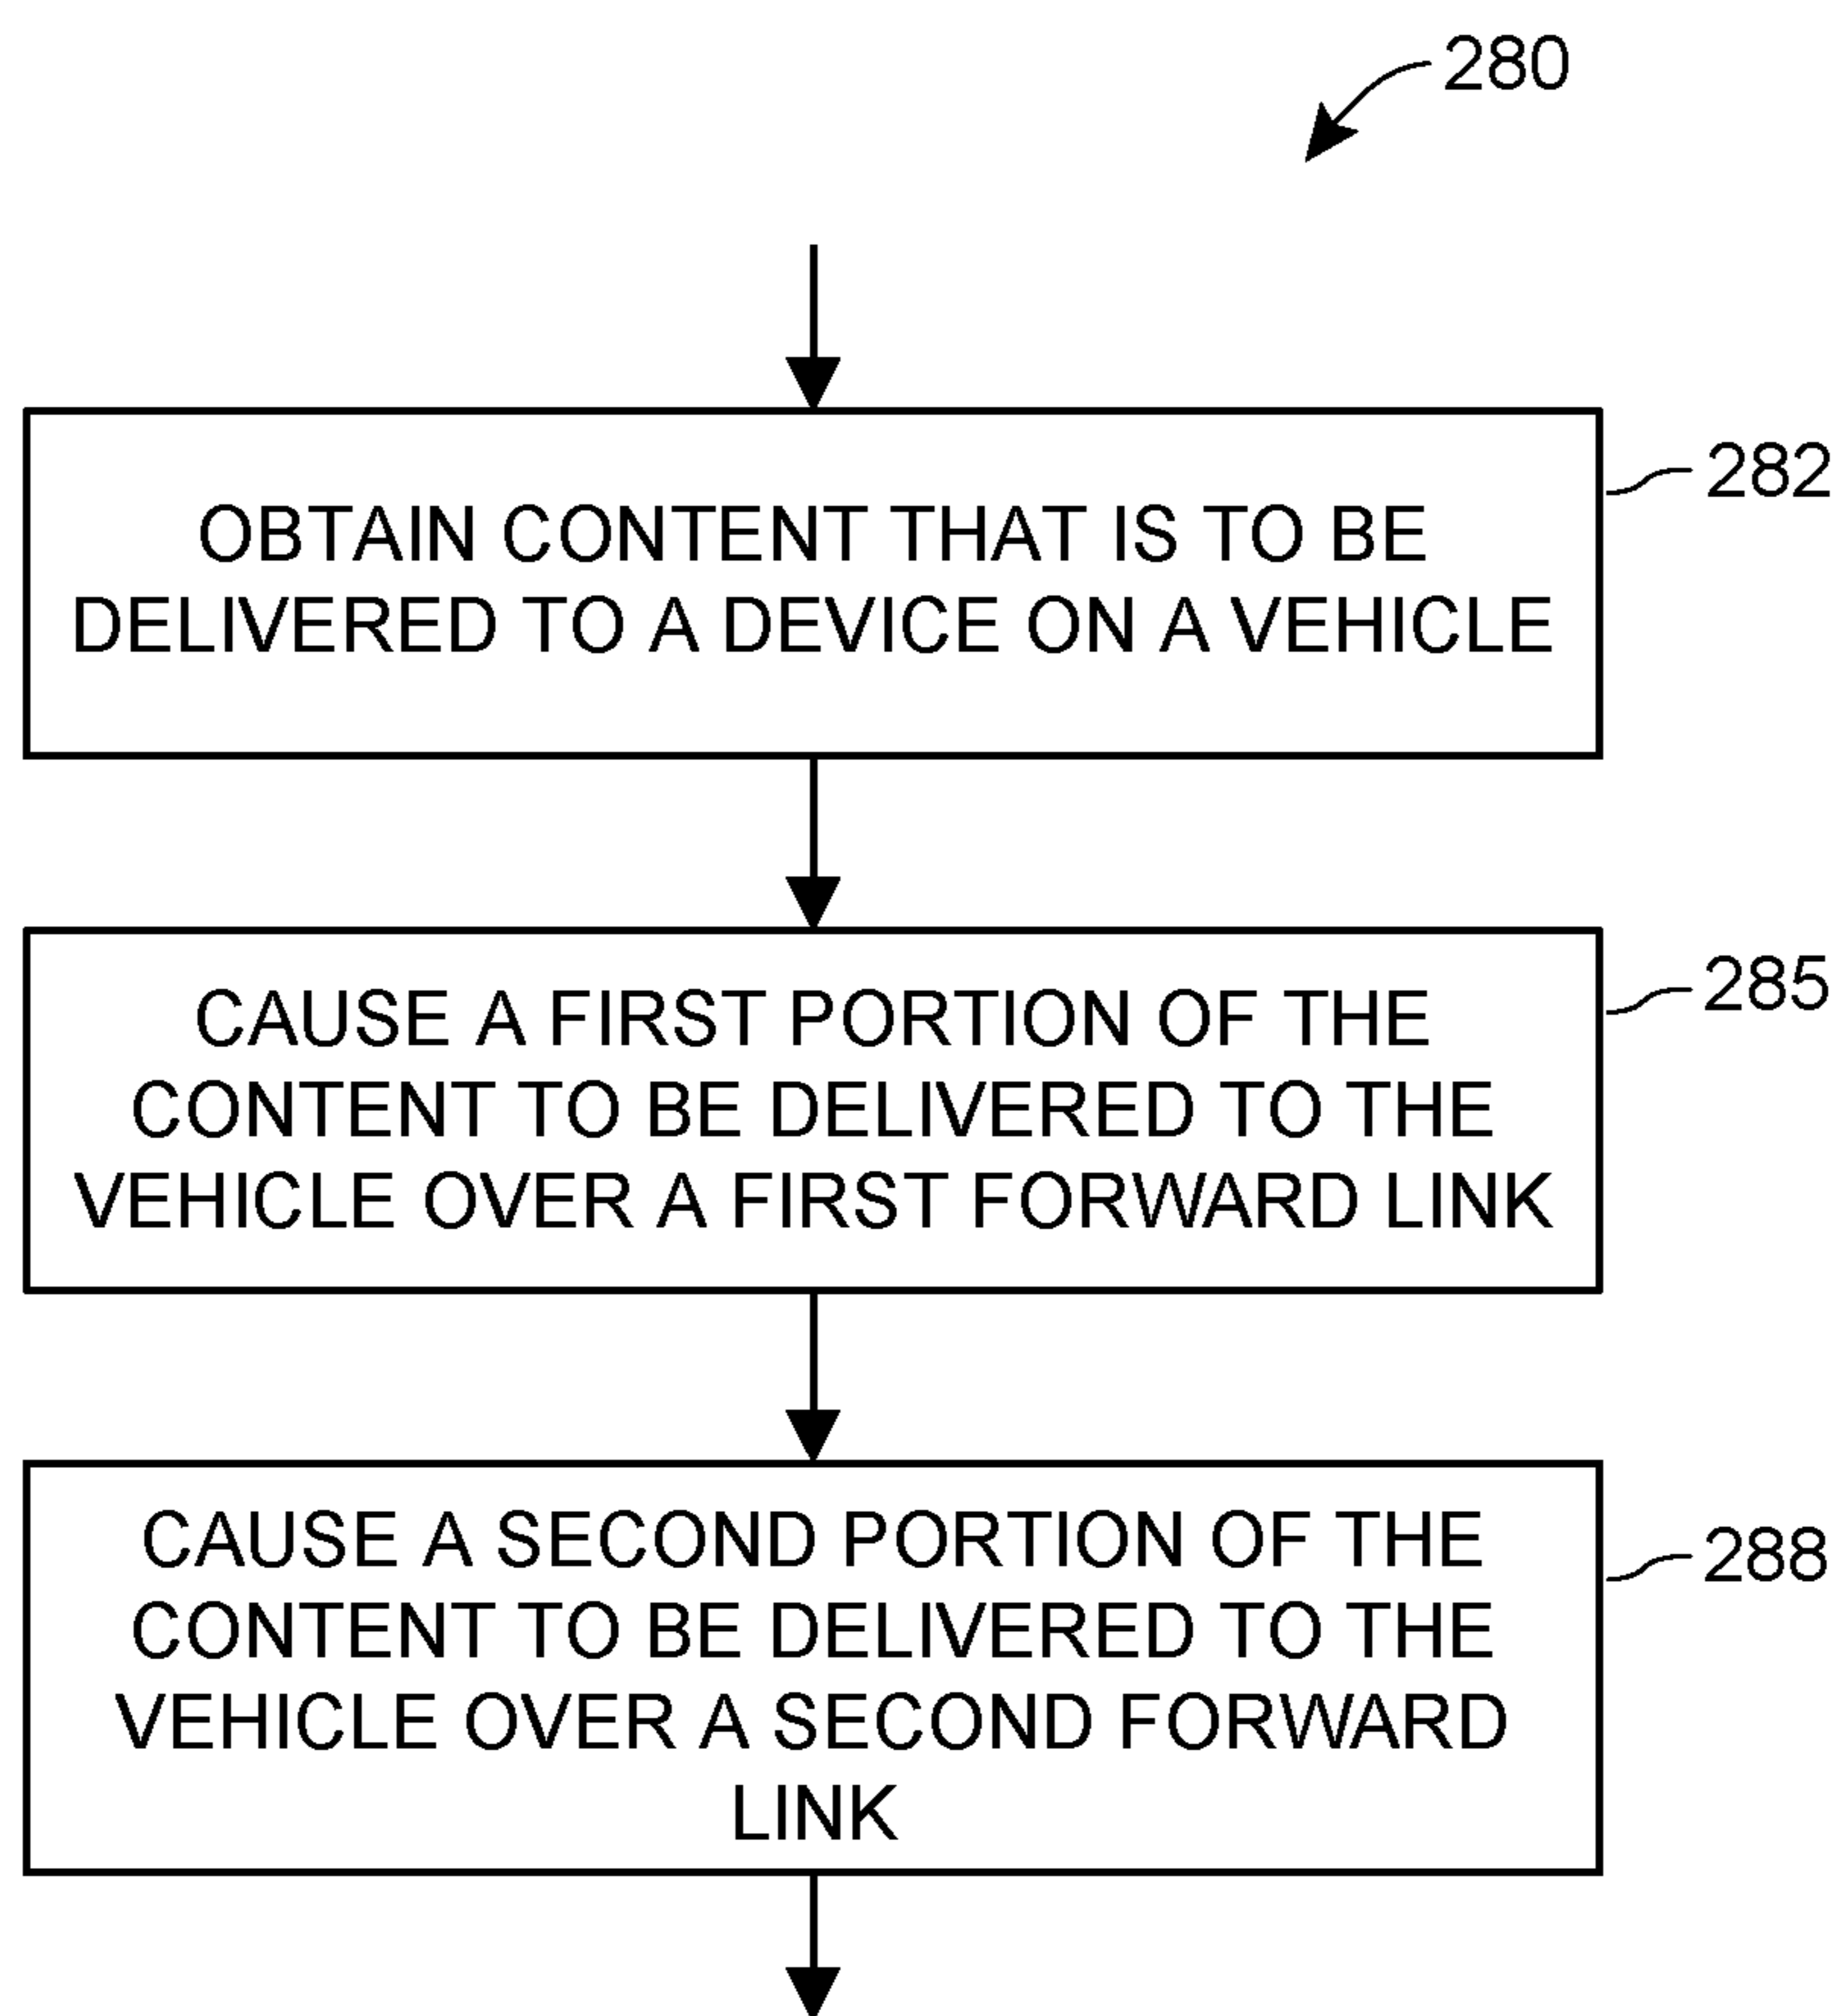 280
OBTAIN CONTENT THAT IS TO BE
DELIVERED TO A DEVICE ON A VEHICLE
282
CAUSE A FIRST PORTION OF THE
CONTENT TO BE DELIVERED TO THE
VEHICLE OVER A FIRST FORWARD LINK
285
CAUSE A SECOND PORTION OF THE
CONTENT TO BE DELIVERED TO THE
VEHICLE OVER A SECOND FORWARD
LINK
288